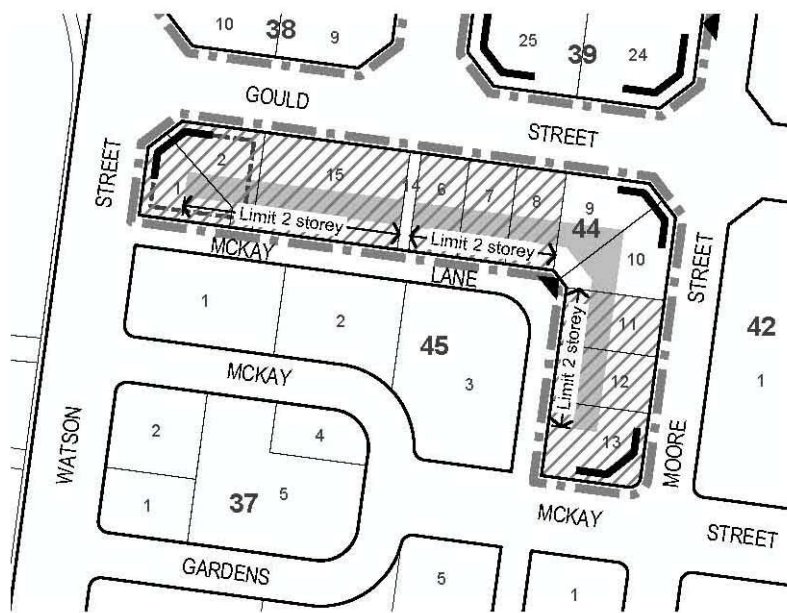 10
38
9
25
39
24
GOULD
STREET
STREET
2
1
15
14
6
7
8
9
44
10
Limit 2 storey
Limit 2 storey
MCKAY
LANE
STREET
1
2
45
3
11
Limit 2 storey
12
13
42
1
MCKAY
WATSON
2
4
1
37
5
MOORE
MCKAY
STREET
GARDENS
5
1